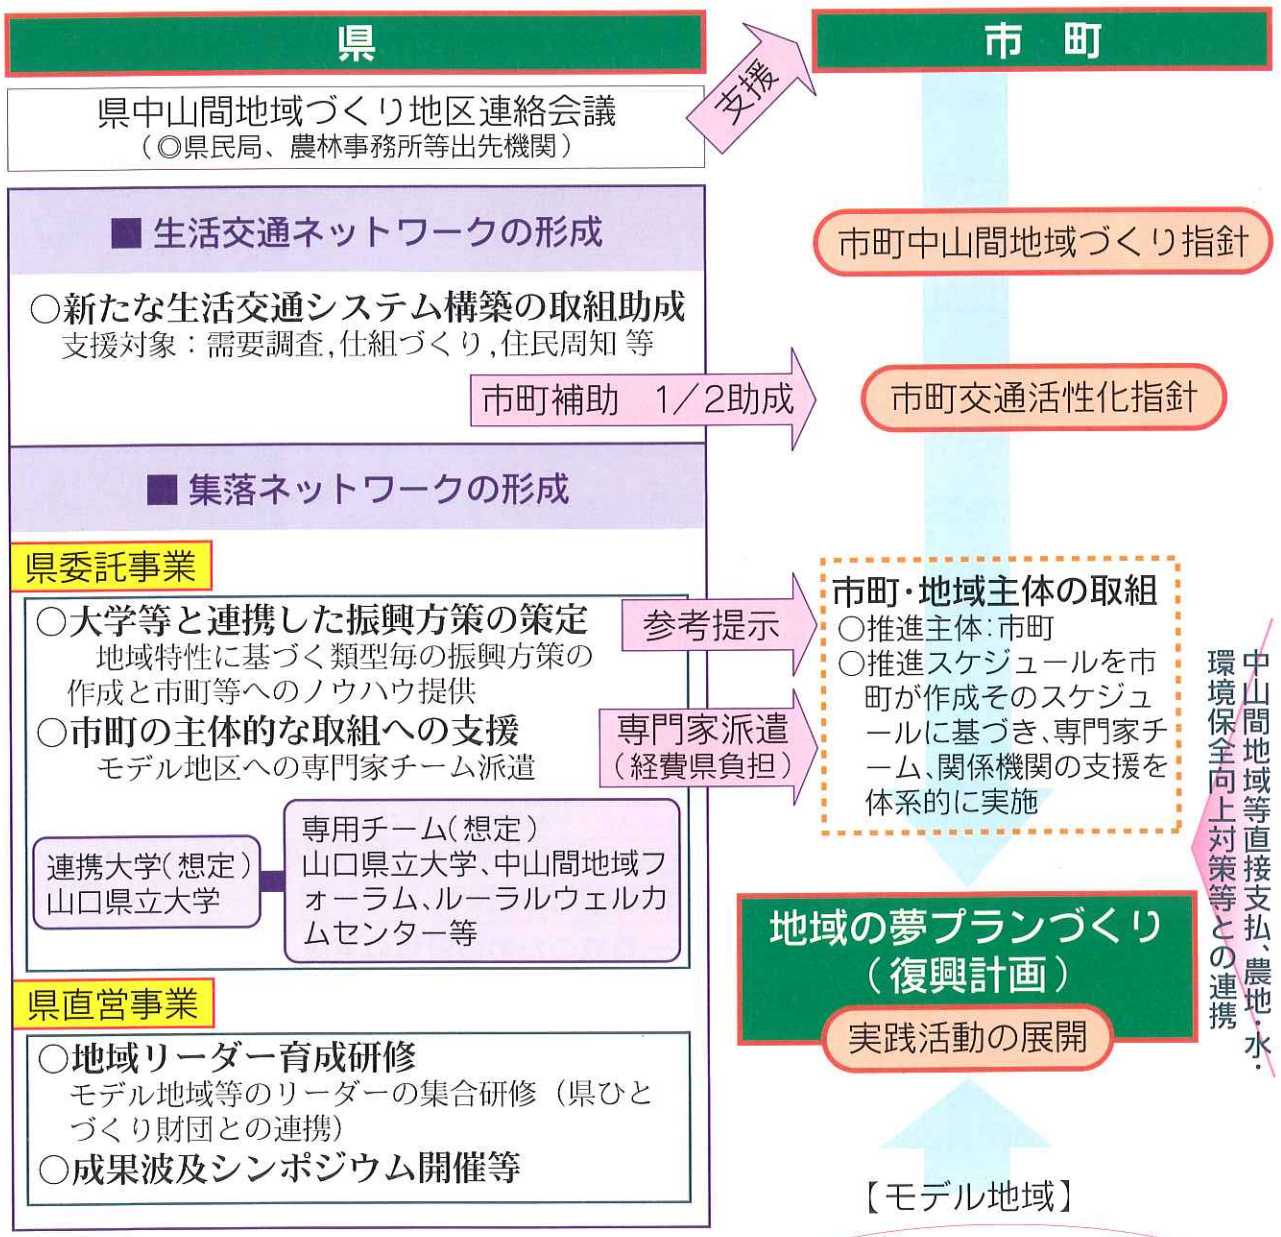 県
県中山間地域づくり地区連絡会議
(◎県民局、農林事務所等出先機関)
支援
市 町
■ 生活交通ネットワークの形成
○新たな生活交通システム構築の取組助成
支援対象：需要調査,仕組づくり,住民周知 等
市町補助 1／2助成
市町中山間地域づくり指針
市町交通活性化指針
■ 集落ネットワークの形成
県委託事業
○大学等と連携した振興方策の策定
地域特性に基づく類型毎の振興方策の
作成と市町等へのノウハウ提供
○市町の主体的な取組への支援
モデル地区への専門家チーム派遣
参考提示
専門家派遣
(経費県負担)
連携大学(想定)
山口県立大学
専用チーム(想定)
山口県立大学、中山間地域フ
ォーラム、ルーラルウェルカ
ムセンター等
県直営事業
○地域リーダー育成研修
モデル地域等のリーダーの集合研修（県ひと
づくり財団との連携）
○成果波及シンポジウム開催等
市町・地域主体の取組
○推進主体：市町
○推進スケジュールを市
町が作成そのスケジュ
ールに基づき、専門家チ
ーム、関係機関の支援を
体系的に実施
中山間地域等直接支払、農地・水・
環境保全向上対策等との連携
地域の夢プランづくり
（復興計画）
実践活動の展開
【モデル地域】